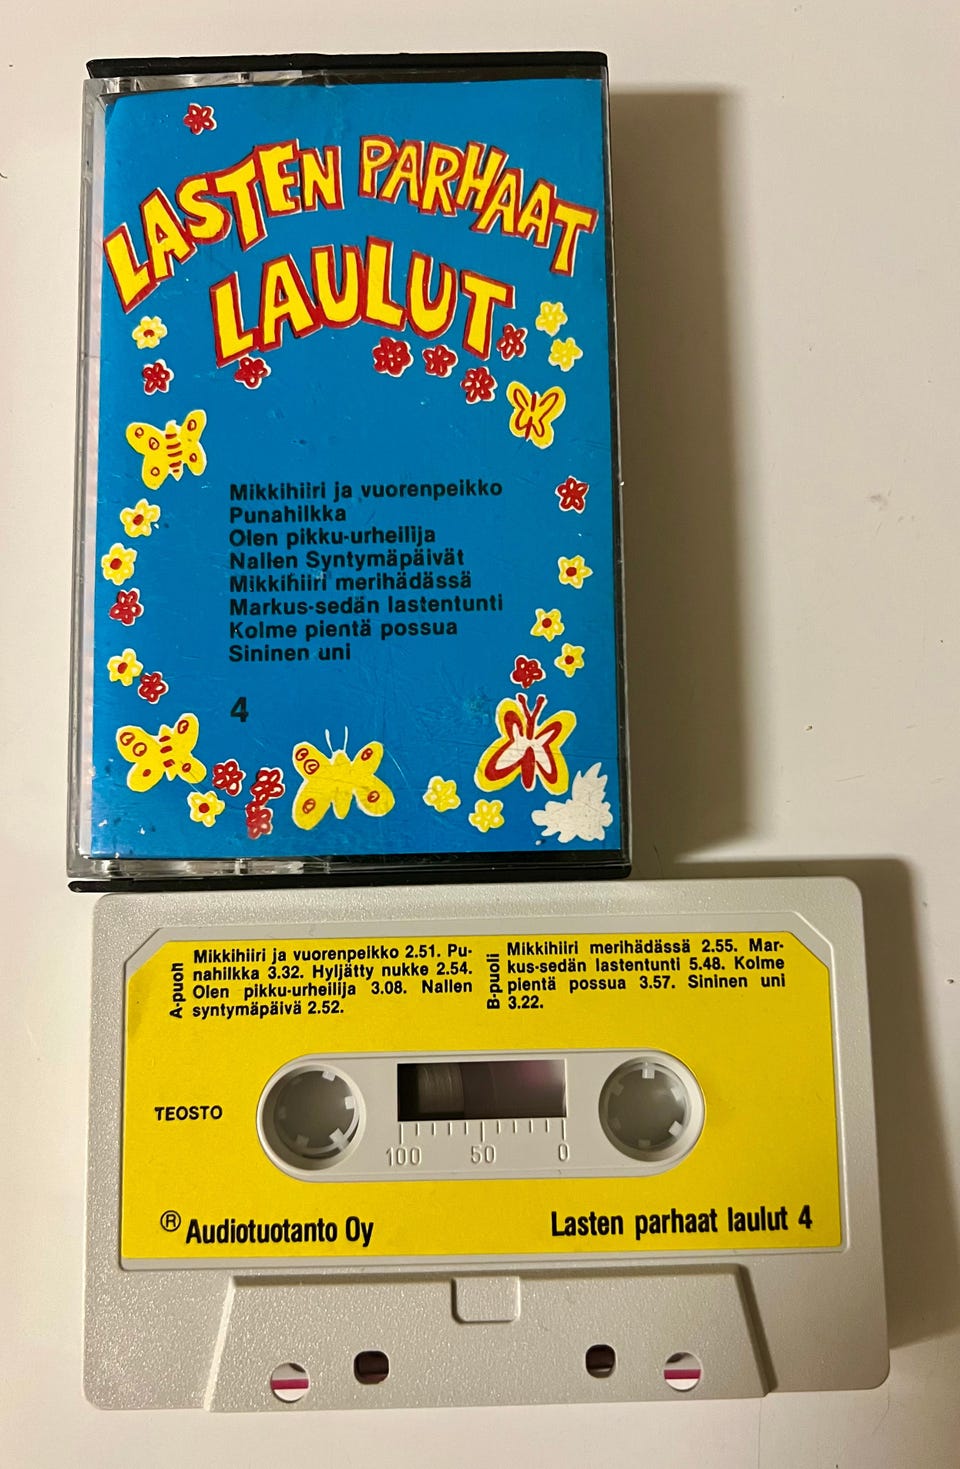 LASTEN PARHAAT
LAULUT
Mikkihiiri ja vuorenpeikko
Punahilkka
Olen pikku-urheilija
Nallen Syntymäpäivät
Mikkihiiri merihädässä
Markus-sedän lastentunti
Kolme pientä possua
Sininen uni
4
A-puoli
Mikkihiiri ja vuorenpeikko 2.51. Pu-
nahilkka 3.32. Hyljätty nukke 2.54.
Olen pikku-urheilija 3.08. Nallen
syntymäpäivä 2.52.
B-puoli
Mikkihiiri merihädässä 2.55. Mar-
kus-sedän lastentunti 5.48. Kolme
pientä possua 3.57. Sininen uni
3.22.
TEOSTO
100 50 0
® Audiotuotanto Oy
Lasten parhaat laulut 4